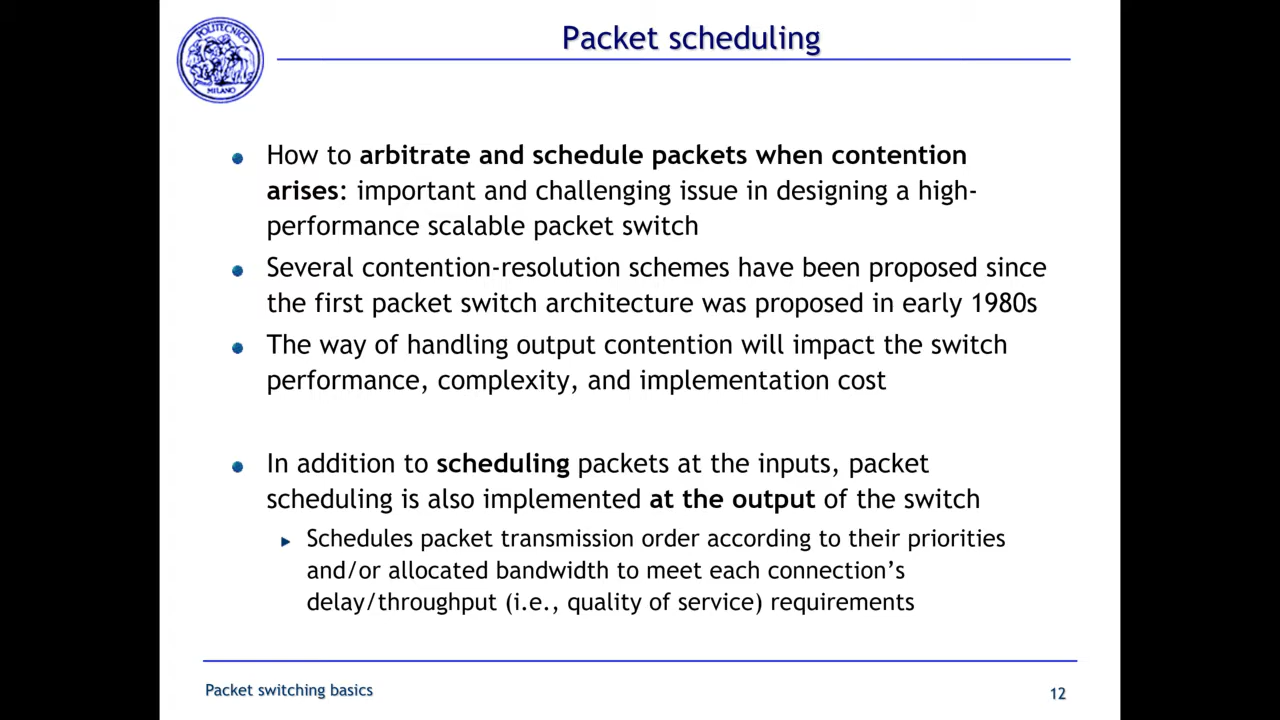 Packet scheduling
POLITECNICO
MILANO
How to arbitrate and schedule packets when contention
arises: important and challenging issue in designing a high-
performance scalable packet switch
Several contention-resolution schemes have been proposed since
the first packet switch architecture was proposed in early 1980s
The way of handling output contention will impact the switch
performance, complexity, and implementation cost
In addition to scheduling packets at the inputs, packet
scheduling is also implemented at the output of the switch
Schedules packet transmission order according to their priorities
and/or allocated bandwidth to meet each connection’s
delay/throughput (i.e., quality of service) requirements
Packet switching basics
12